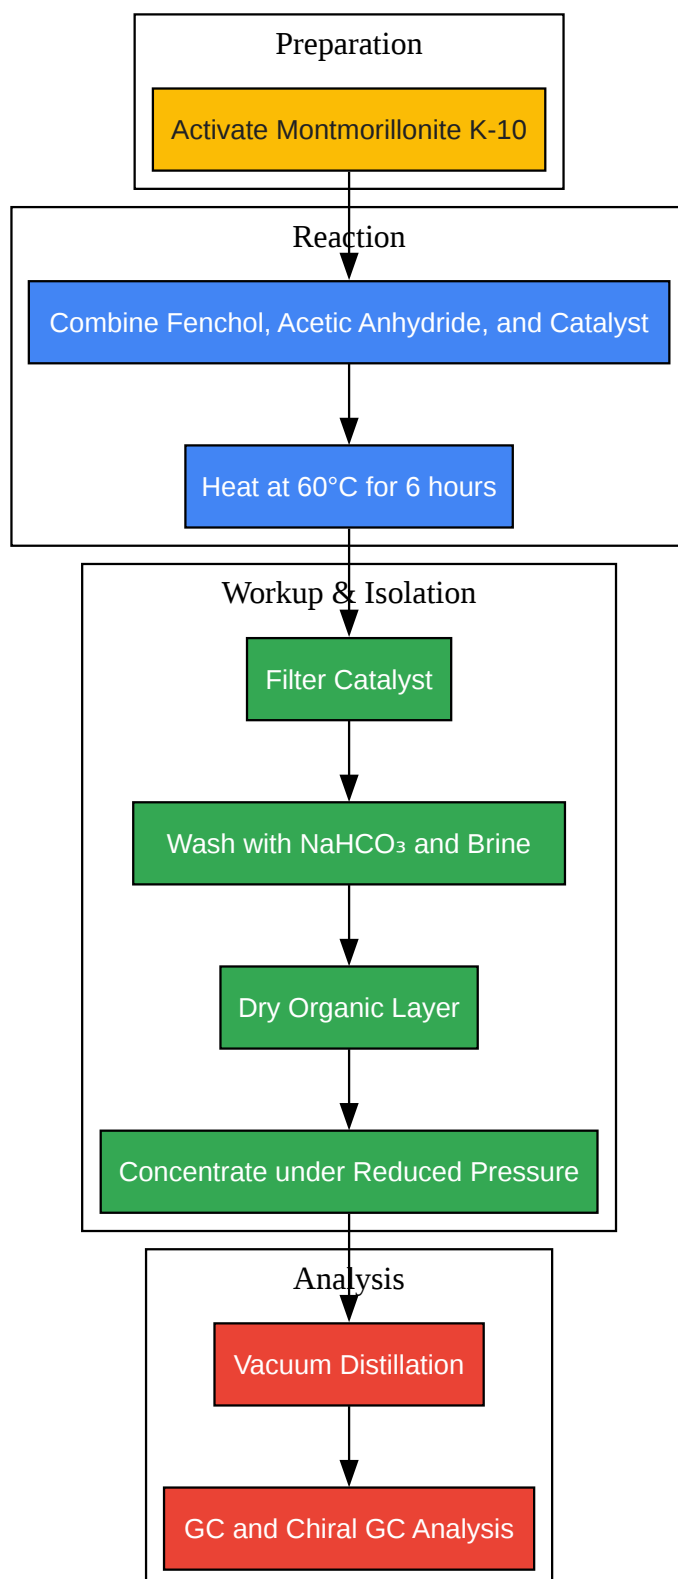 Preparation
Activate Montmorillonite K-10
Reaction
Combine Fenchol, Acetic Anhydride, and Catalyst
Heat at 60°C for 6 hours
Workup & Isolation
Filter Catalyst
Wash with NaHCO₃ and Brine
Dry Organic Layer
Concentrate under Reduced Pressure
Analysis
Vacuum Distillation
GC and Chiral GC Analysis